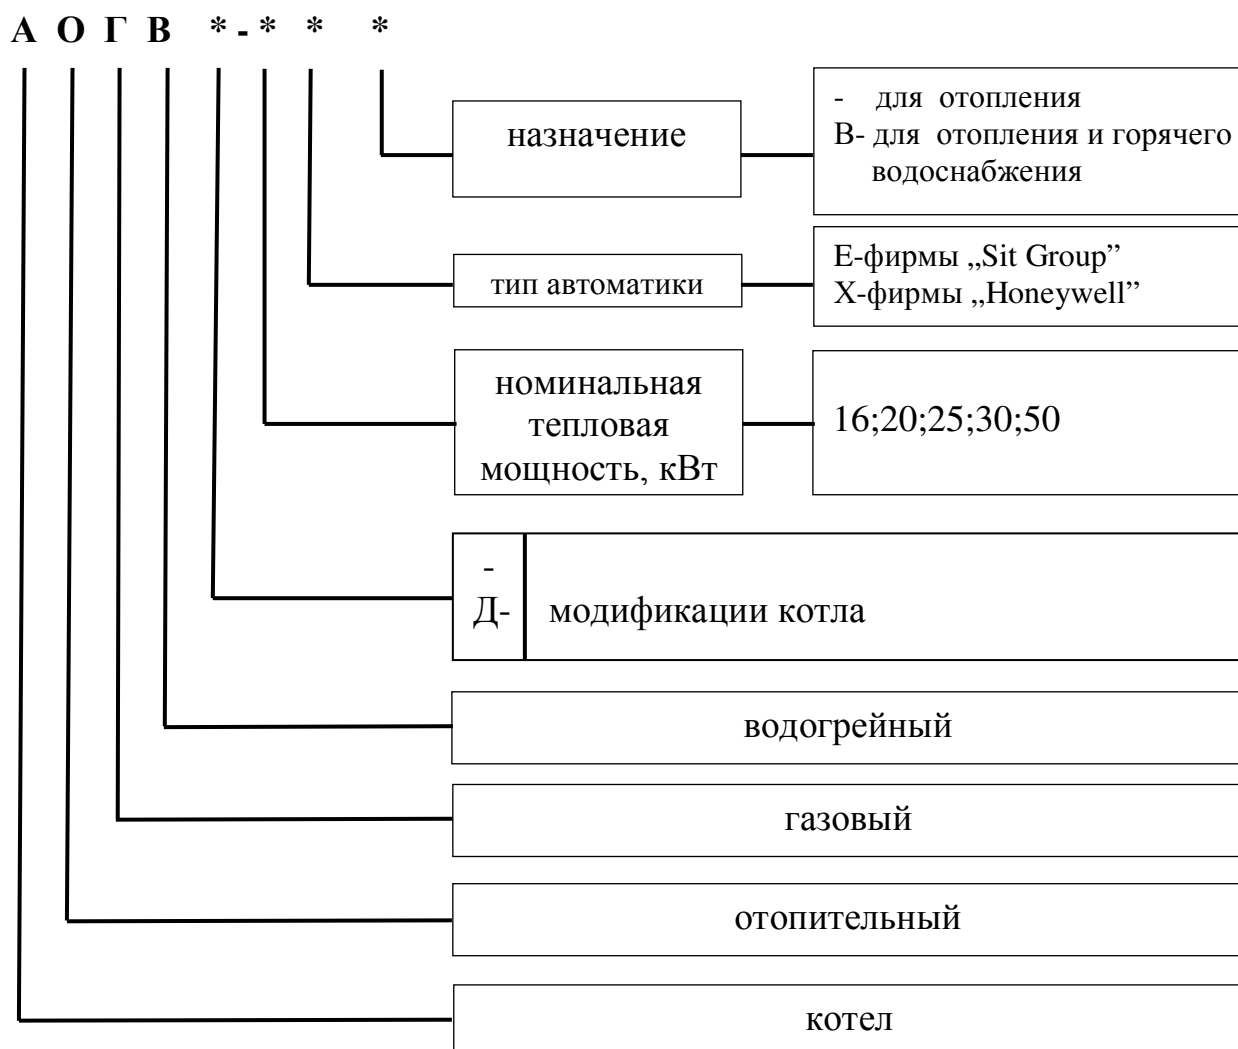 А О Г В * - * * *
назначение
- для отопления
В- для отопления и горячего
водоснабжения
тип автоматики
Е-фирмы „Sit Group”
Х-фирмы „Honeywell”
номинальная
тепловая
мощность, кВт
16;20;25;30;50
-
Д-
модификации котла
водогрейный
газовый
отопительный
котел